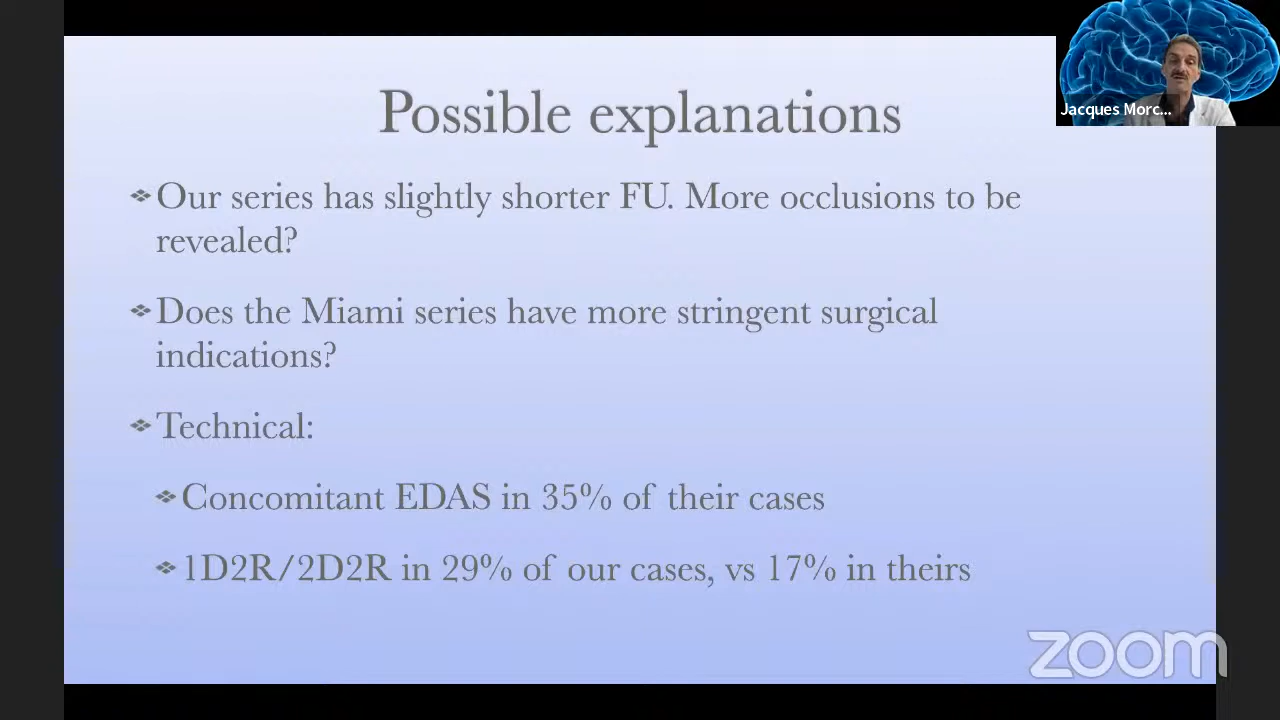 Possible explanations
Jacques Morc...
❖Our series has slightly shorter FU. More occlusions to be
revealed?
❖Does the Miami series have more stringent surgical
indications?
❖Technical:
❖Concomitant EDAS in 35% of their cases
❖1D2R/2D2R in 29% of our cases, vs 17% in theirs
zoom